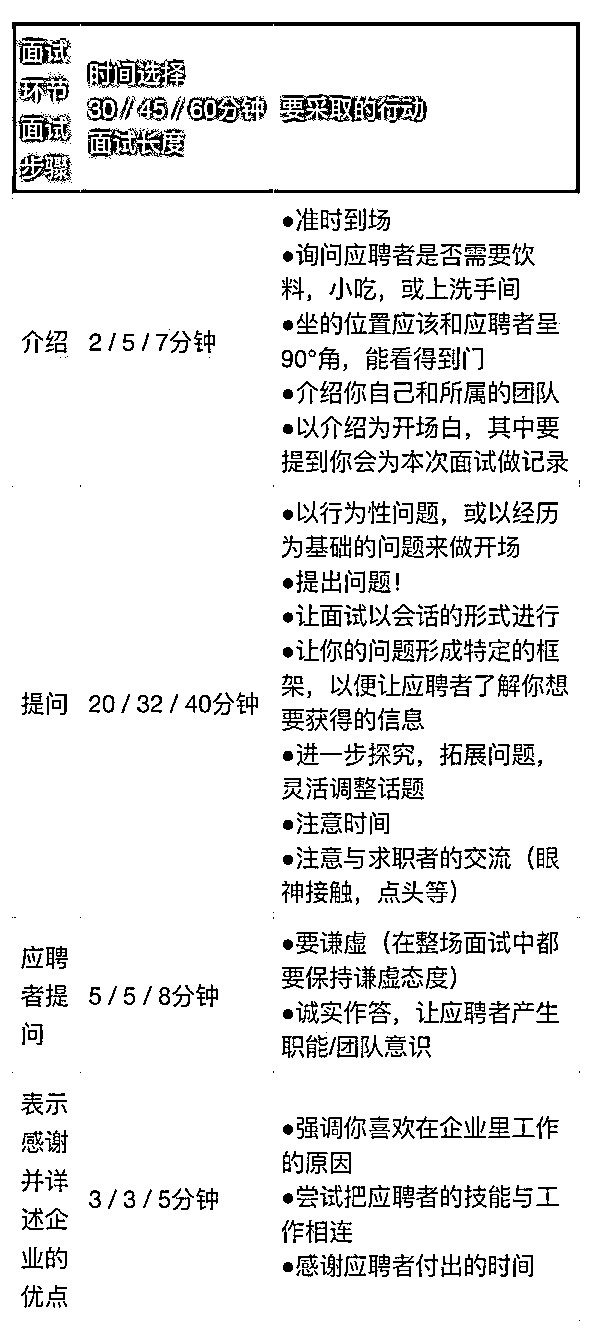 面试
环节
面试
步骤
时间选择
30 // 45 // 60分钟
面试长度
要采取的行动
介绍
2 / 5 / 7分钟
●准时到场
●询问应聘者是否需要饮
料，小吃，或上洗手间
●坐的位置应该和应聘者呈
90°角，能看得到门
●介绍你自己和所属的团队
●以介绍为开场白，其中要
提到你会为本次面试做记录
提问
20 / 32 / 40分钟
●以行为性问题，或以经历
为基础的问题来做开场
●提出问题！
●让面试以会话的形式进行
●让你的问题形成特定的框
架，以便让应聘者了解你想
要获得的信息
●进一步探究，拓展问题，
灵活调整话题
●注意时间
●注意与求职者的交流（眼
神接触，点头等）
应聘
者提
问
5 / 5 / 8分钟
●要谦虚（在整场面试中都
要保持谦虚态度）
●诚实作答，让应聘者产生
职能/团队意识
表示
感谢
并详
述企
业的
优点
3 / 3 / 5分钟
●强调你喜欢在企业里工作
的原因
●尝试把应聘者的技能与工
作相连
●感谢应聘者付出的时间